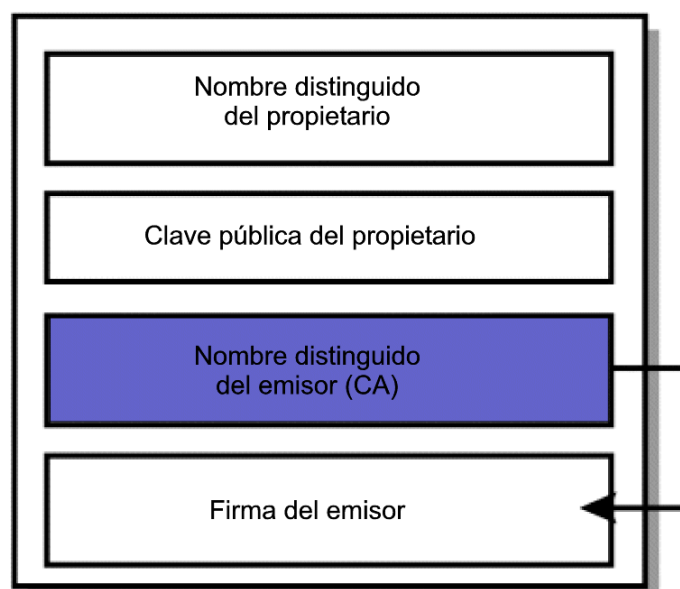 Nombre distinguido
del propietario
Clave pública del propietario
Nombre distinguido
del emisor (CA)
Firma del emisor